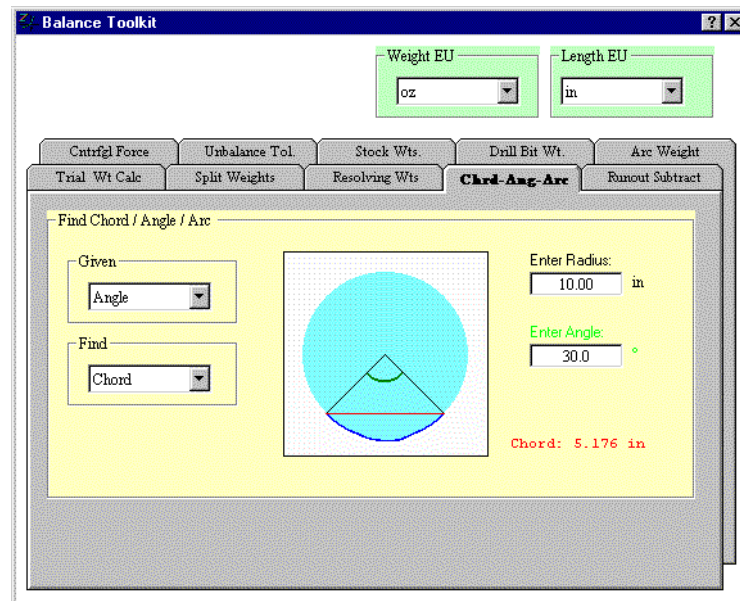 Balance Toolkit
Weight EU
Length EU
oz
in
Cntrfgl Force
Unbalance Tol.
Stock Wts.
Drill Bit Wt.
Arc Weight
Trial Wt Calc
Split Weights
Resolving Wts
Chrd-Ang-Arc
Runout Subtract
Find Chord / Angle / Arc
Given
Angle
Find
Chord
Enter Radius:
10.00 in
Enter Angle:
30.0 °
Chord: 5.176 in